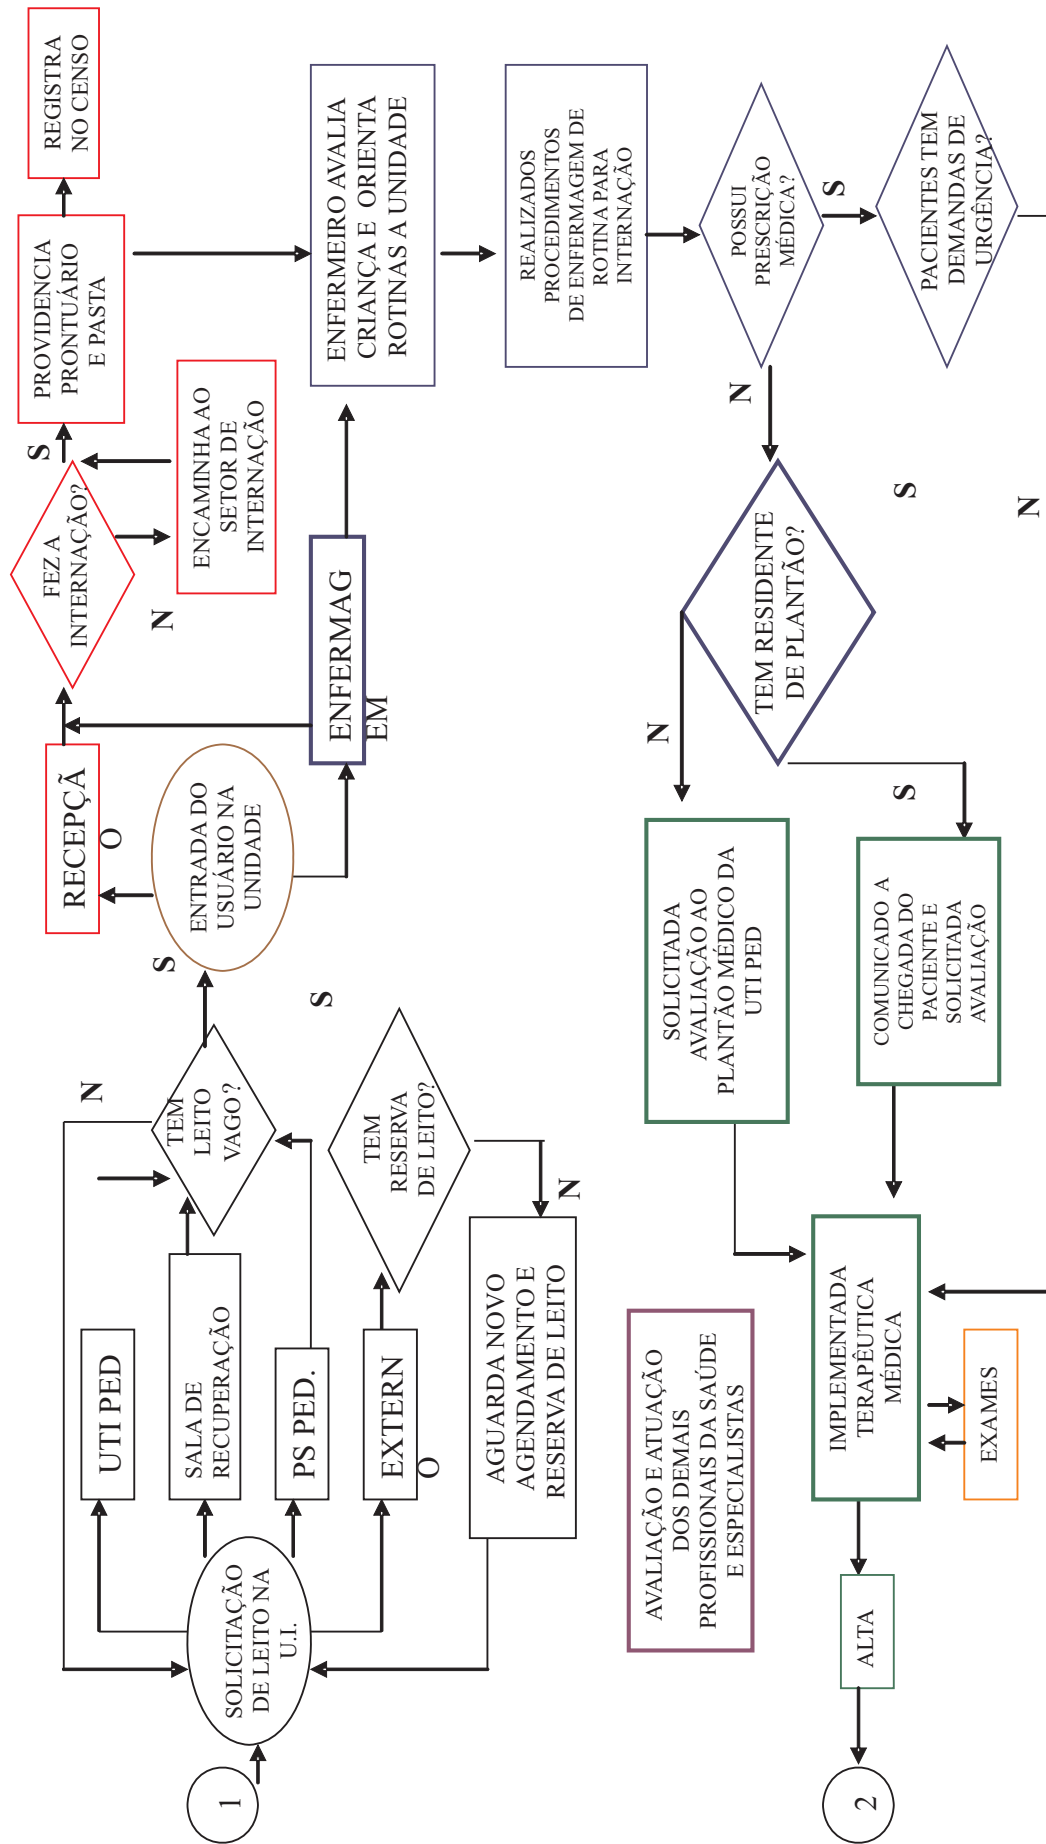 1
SOLICITAÇÃO
DE LEITO NA
U.I.
UTI PED
SALA DE
RECUPERAÇÃO
PS PED.
EXTERN
O
TEM
LEITO
VAGO?
N
S
TEM
RESERVA
DE LEITO?
S
N
AGUARDA NOVO
AGENDAMENTO E
RESERVA DE LEITO
ENTRADA DO
USUÁRIO NA
UNIDADE
RECEPÇÃ
O
ENFERMAG
EM
FEZ A
INTERNAÇÃO?
S
N
ENCAMINHA AO
SETOR DE
INTERNAÇÃO
PROVIDENCIA
PRONTUÁRIO
E PASTA
REGISTRA
NO CENSO
ENFERMEIRO AVALIA
CRIANÇA E ORIENTA
ROTINAS A UNIDADE
REALIZADOS
PROCEDIMENTOS
DE ENFERMAGEM DE
ROTINA PARA
INTERNAÇÃO
POSSUI
PRESCRIÇÃO
MÉDICA?
S
N
PACIENTES TEM
DEMANDAS DE
URGÊNCIA?
S
N
TEM RESIDENTE
DE PLANTÃO?
N
S
SOLICITADA
AVALIAÇÃO AO
PLANTÃO MÉDICO DA
UTI PED
COMUNICADO A
CHEGADA DO
PACIENTE E
SOLICITADA
AVALIAÇÃO
AVALIAÇÃO E ATUAÇÃO
DOS DEMAIS
PROFISSIONAIS DA SAÚDE
E ESPECIALISTAS
IMPLEMENTADA
TERAPÊUTICA
MÉDICA
EXAMES
ALTA
2